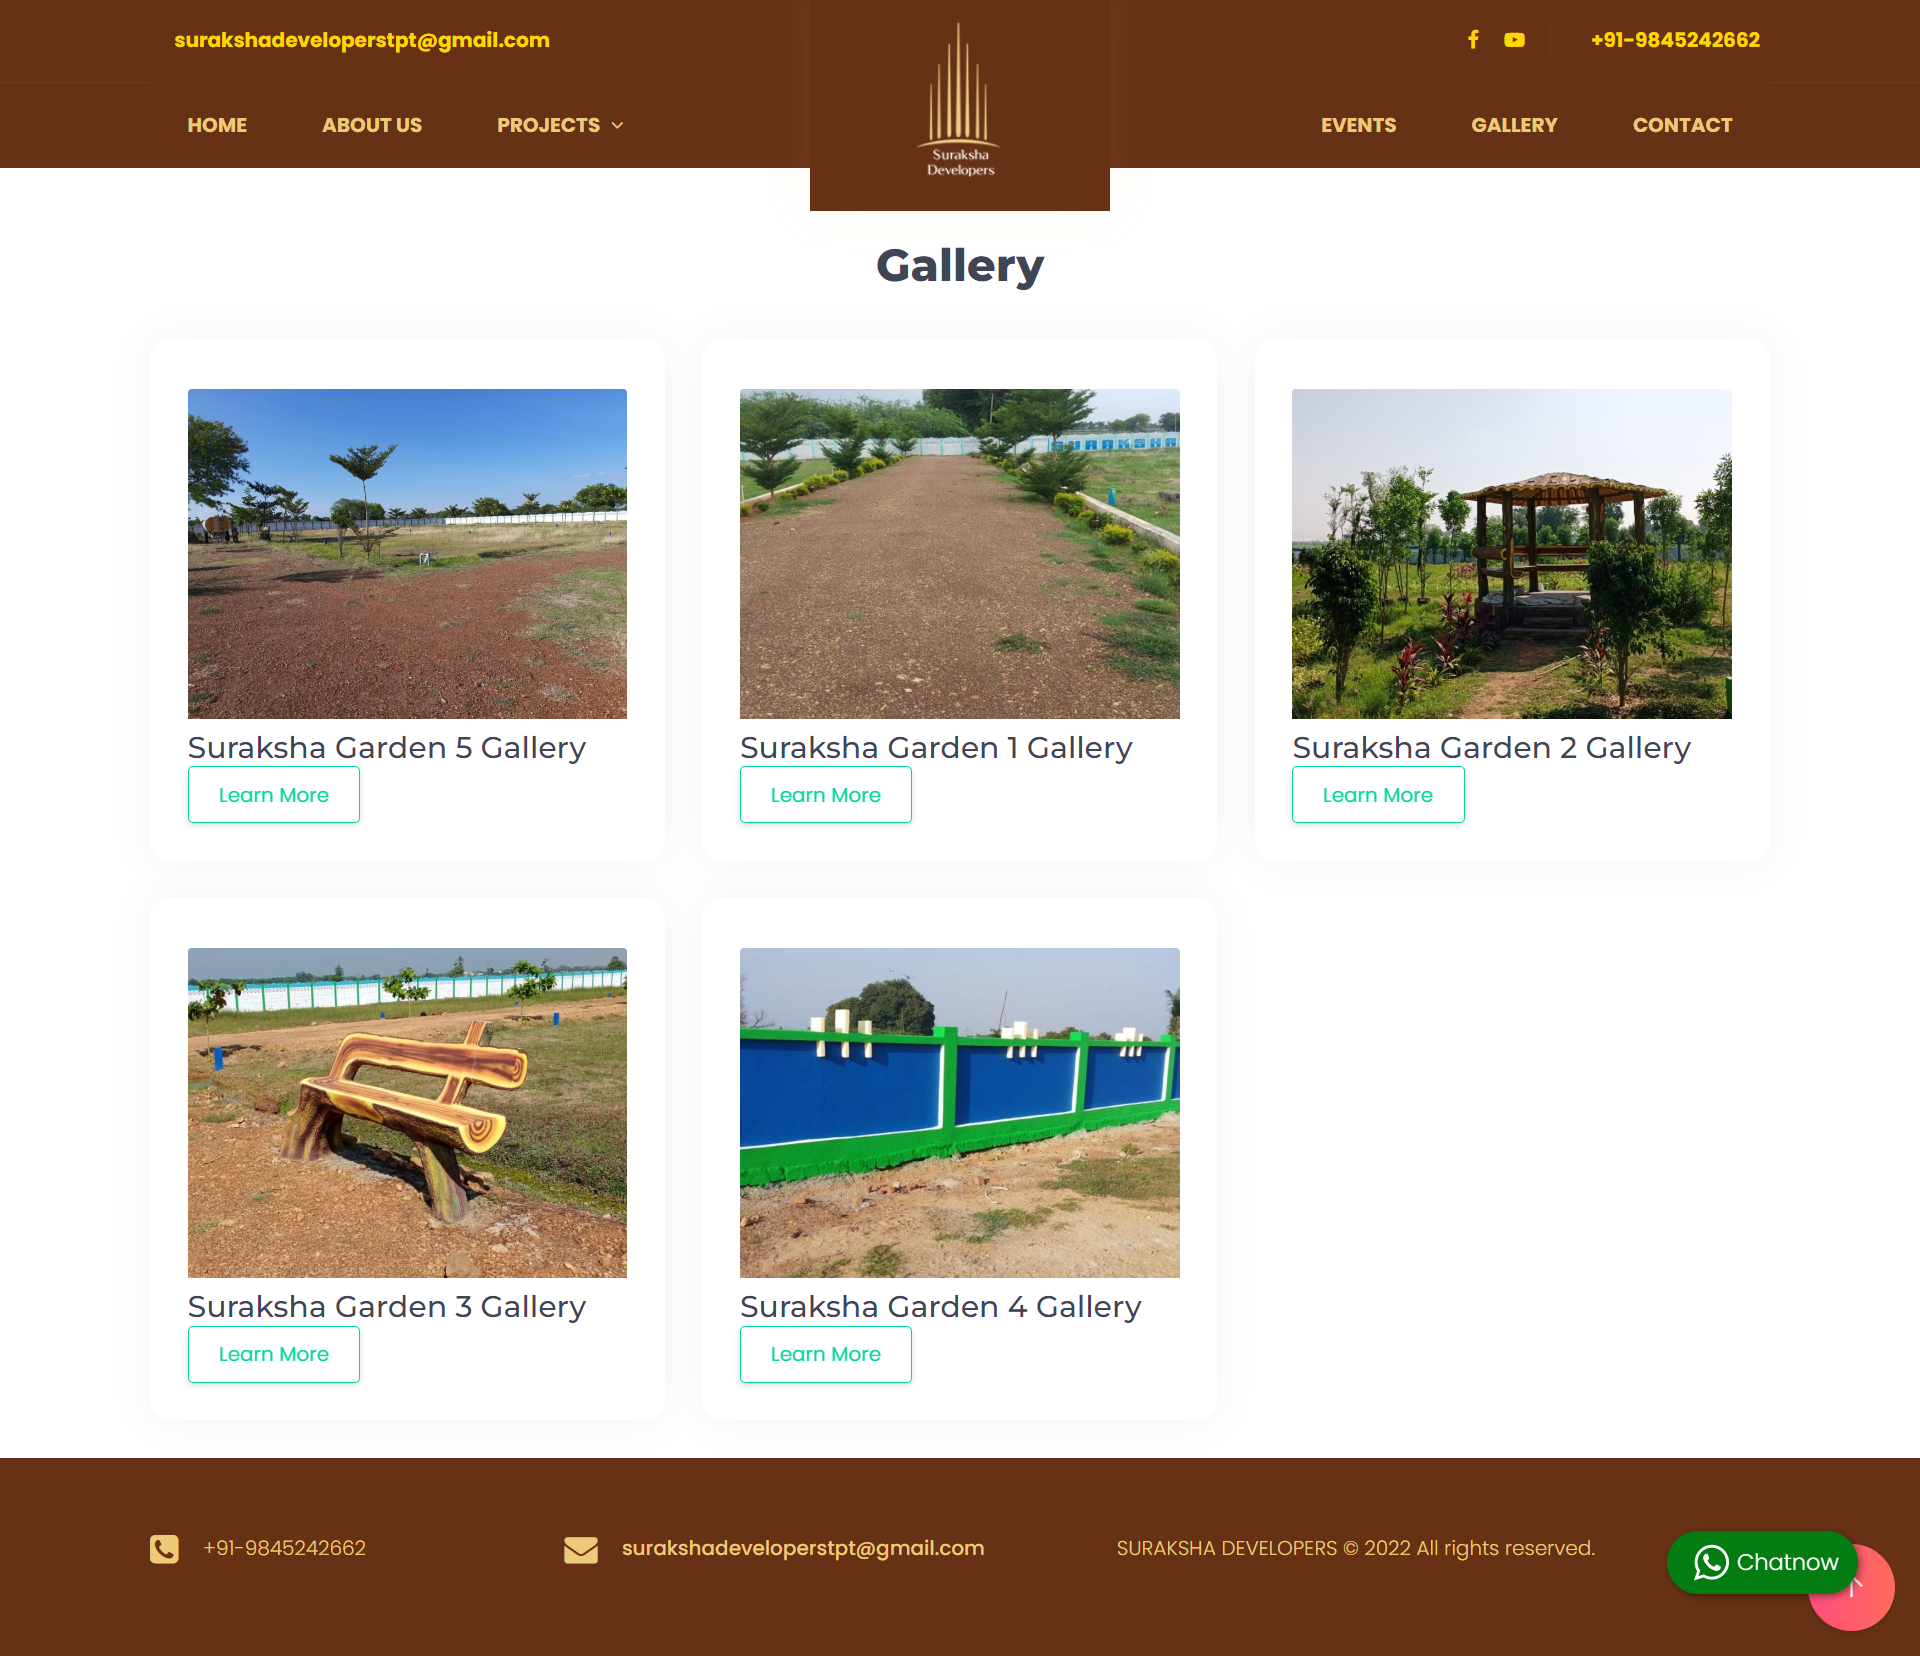 surakshadeveloperstpt@gmail.com
+91-9845242662
HOME
ABOUT US
PROJECTS
Suraksha
Developers
EVENTS
GALLERY
CONTACT
Gallery
SURAKSHA
Suraksha Garden 5 Gallery
Learn More
Suraksha Garden 1 Gallery
Learn More
Suraksha Garden 2 Gallery
Learn More
Suraksha Garden 3 Gallery
Learn More
Suraksha Garden 4 Gallery
Learn More
+91-9845242662
surakshadeveloperstpt@gmail.com
SURAKSHA DEVELOPERS © 2022 All rights reserved.
Chatnow